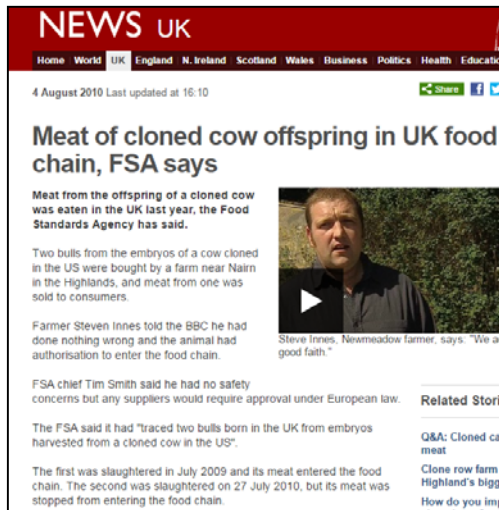 NEWS UK
Home World UK England N. Ireland Scotland Wales Business Politics Health
4 August 2010 Last updated at 16:10
Share
Meat of cloned cow offspring in UK food
chain, FSA says
Meat from the offspring of a cloned cow
was eaten in the UK last year, the Food
Standards Agency has said.
Two bulls from the embryos of a cow cloned
in the US were bought by a farm near Nairn
in the Highlands, and meat from one was
sold to consumers.
Farmer Steven Innes told the BBC he had
done nothing wrong and the animal had
authorisation to enter the food chain.
Steve Innes, Newmeadow farmer, says: "We
good faith."
FSA chief Tim Smith said he had no safety
concerns but any suppliers would require approval under European law.
The FSA said it had "traced two bulls born in the UK from embryos
harvested from a cloned cow in the US".
The first was slaughtered in July 2009 and its meat entered the food
chain. The second was slaughtered on 27 July 2010, but its meat was
stopped from entering the food chain.
Related
Q&A: Cloned
meat
Clone row farm
Highland's
How do you